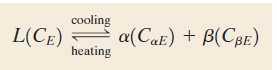 cooling
L(C_E) ⇌ α(C_αE) + β(C_βE)
heating